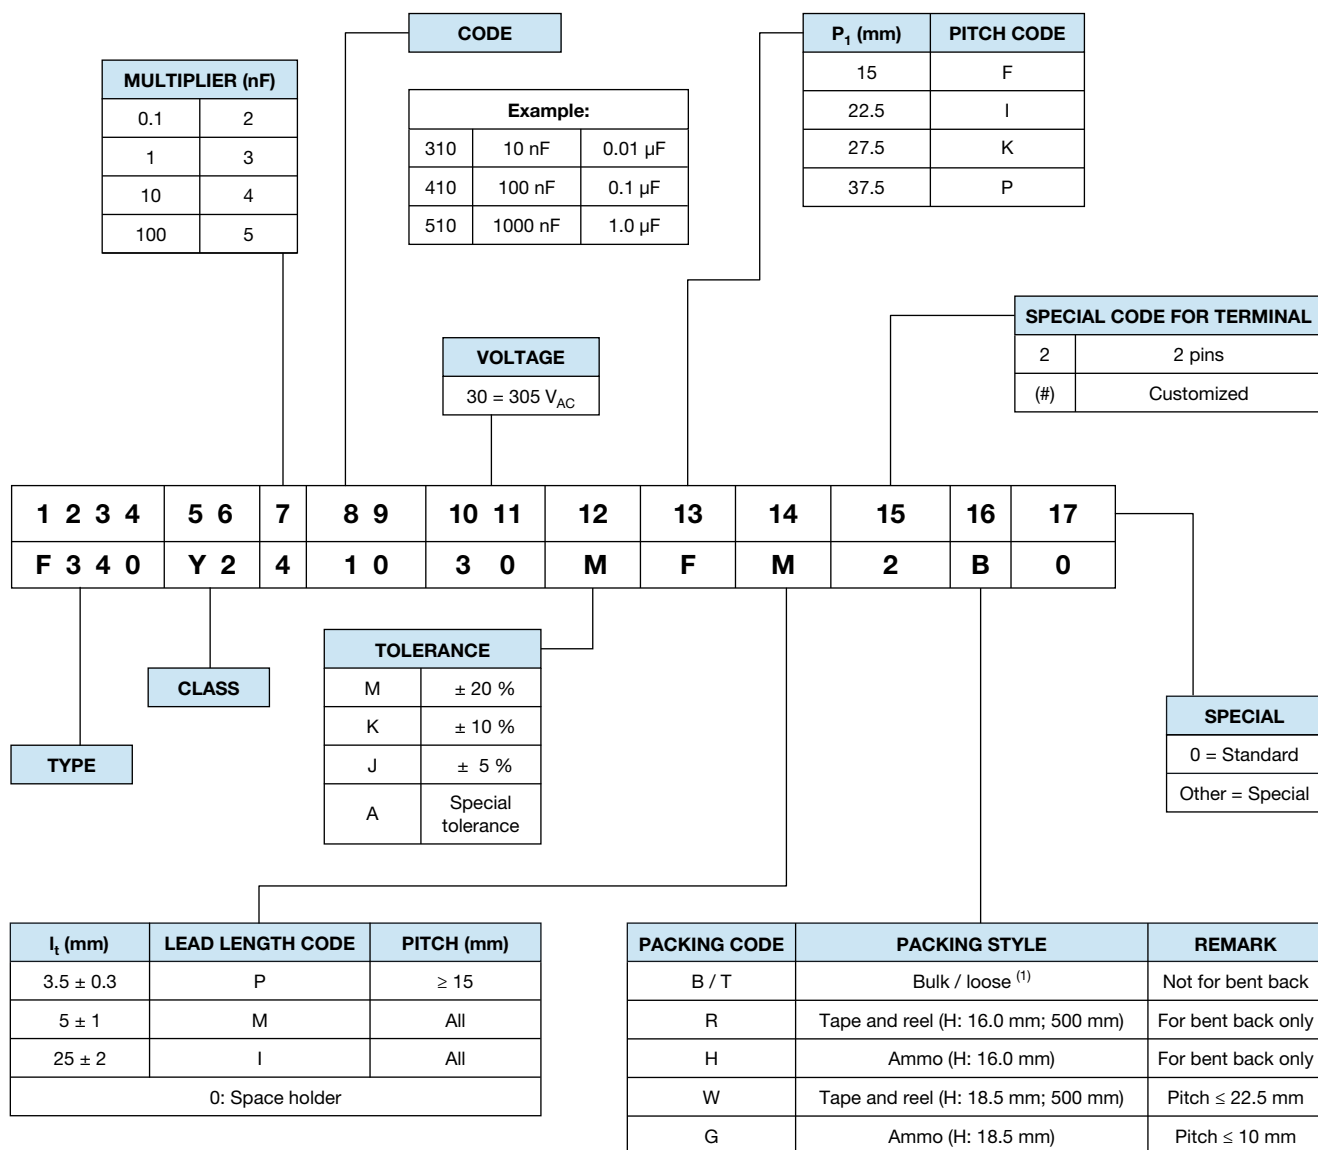 CODE
P1 (mm) PITCH CODE
15 F
22.5 I
27.5 K
37.5 P
MULTIPLIER (nF)
0.1 2
1 3
10 4
100 5
Example:
310 10 nF 0.01 µF
410 100 nF 0.1 µF
510 1000 nF 1.0 µF
SPECIAL CODE FOR TERMINAL
2 2 pins
(#) Customized
VOLTAGE
30 = 305 VAC
1 2 3 4 5 6 7 8 9 10 11 12 13 14 15 16 17
F 3 4 0 Y 2 4 1 0 3 0 M F M 2 B 0
TOLERANCE
M ± 20 %
K ± 10 %
J ± 5 %
A Special
tolerance
CLASS
TYPE
SPECIAL
0 = Standard
Other = Special
lt (mm) LEAD LENGTH CODE PITCH (mm)
3.5 ± 0.3 P ≥ 15
5 ± 1 M All
25 ± 2 I All
0: Space holder
PACKING CODE PACKING STYLE REMARK
B / T Bulk / loose (1) Not for bent back
R Tape and reel (H: 16.0 mm; 500 mm) For bent back only
H Ammo (H: 16.0 mm) For bent back only
W Tape and reel (H: 18.5 mm; 500 mm) Pitch ≤ 22.5 mm
G Ammo (H: 18.5 mm) Pitch ≤ 10 mm